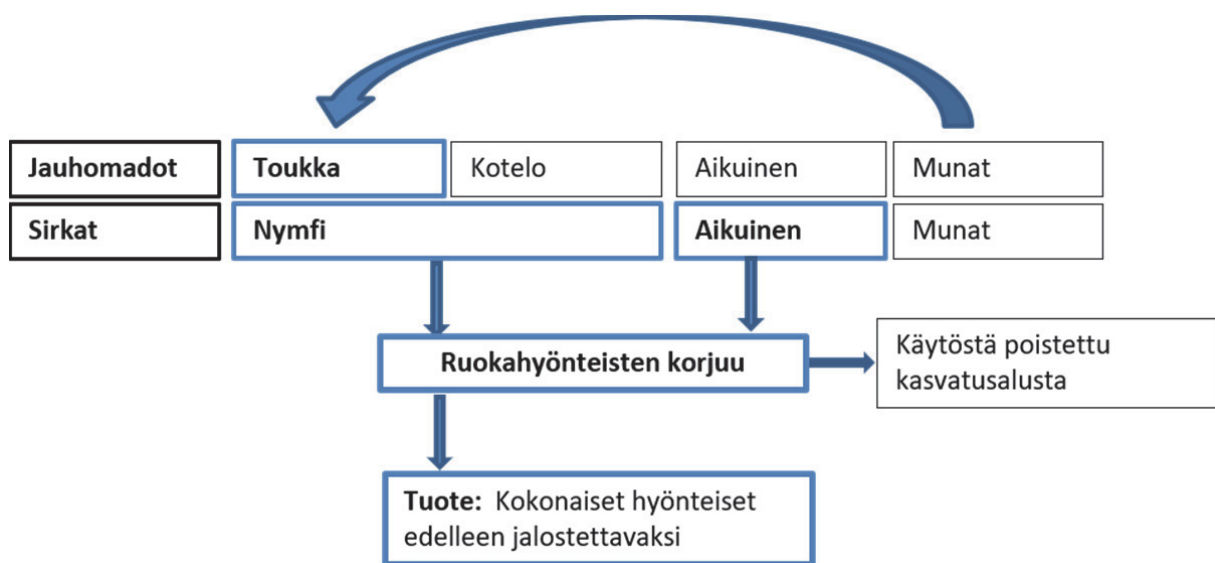 Jauhomadot Toukka Kotelo Aikuinen Munat
Sirkat Nymfi Aikuinen Munat
Ruokahyönteisten korjuu
Käytöstä poistettu
kasvatusalusta
Tuote: Kokonaiset hyönteiset
edelleen jalostettavaksi